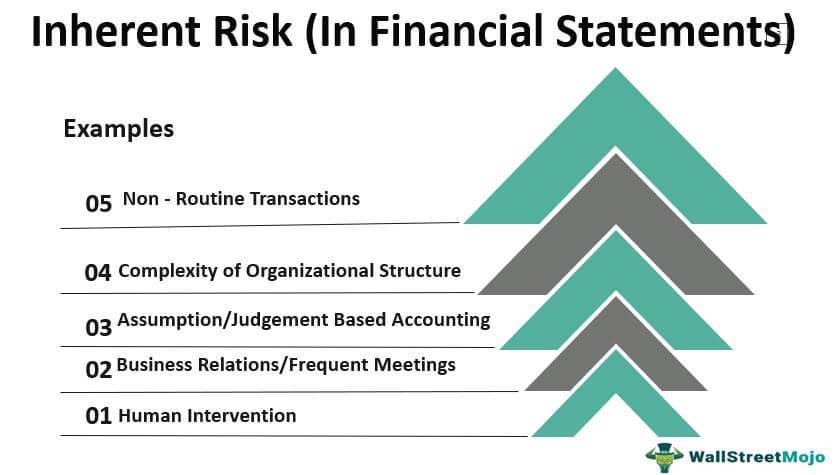 Inherent Risk (In Financial Statements)
Examples
05 Non - Routine Transactions
04 Complexity of Organizational Structure
03 Assumption/Judgement Based Accounting
02 Business Relations/Frequent Meetings
01 Human Intervention
WallStreetMojo